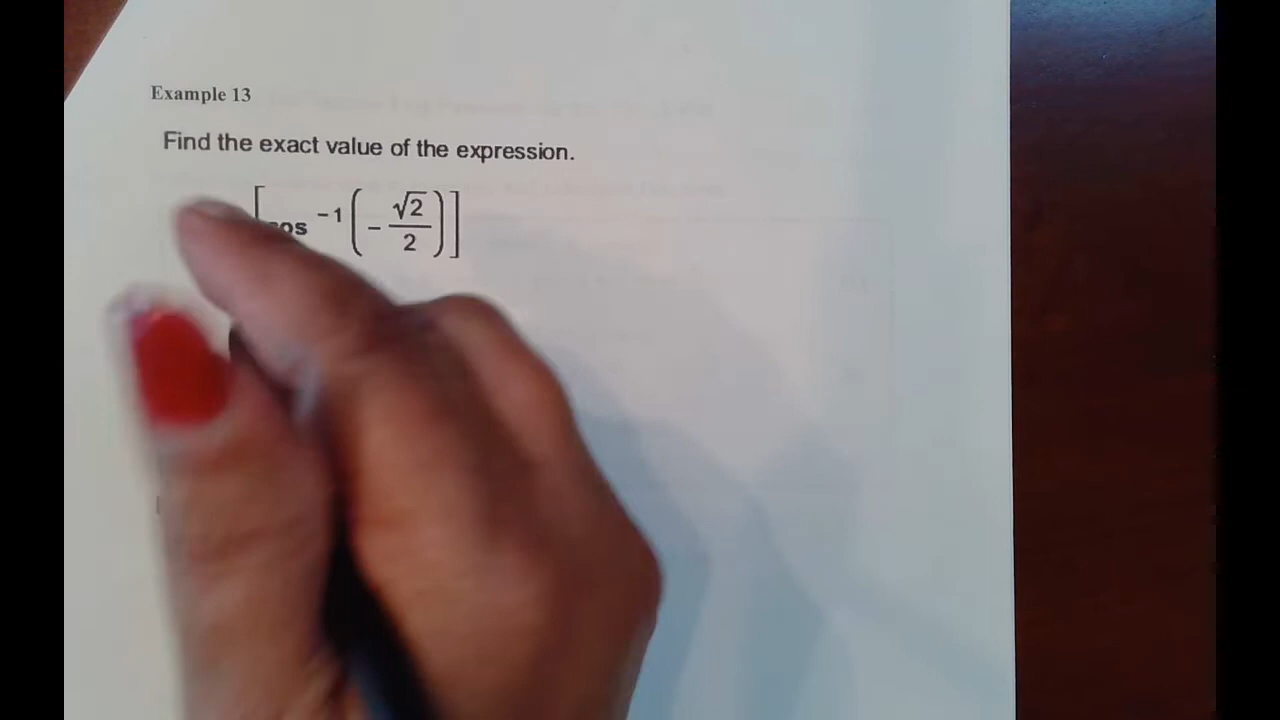 Example 13
Find the exact value of the expression.
[cos⁻¹(-√2/2)]